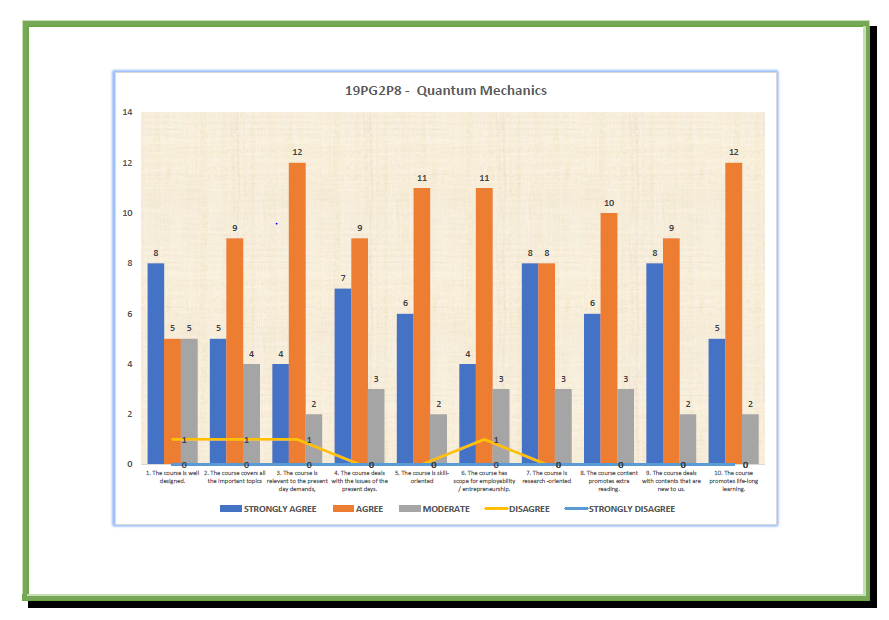 19PG2P8 - Quantum Mechanics
14
12
10
8
6
4
2
0
8 5 5 1 0
5 9 4 1 0
4 12 2 1 0
7 9 3 0
6 11 2 0
4 11 3 1 0
8 8 3 0
6 10 3 0
8 9 2 0
5 12 2 0
1. The course is well
designed.
2. The course covers all
the important topics
3. The course is
relevant to the present
day demands,
4. The course deals
with the issues of the
present days.
5. The course is skill-
oriented
6. The course has
scope for employability
/ entrepreneurship.
7. The course is
research -oriented
8. The course content
promotes extra
reading.
9. The course deals
with contents that are
new to us.
10. The course
promotes life-long
learning.
STRONGLY AGREE AGREE MODERATE DISAGREE STRONGLY DISAGREE